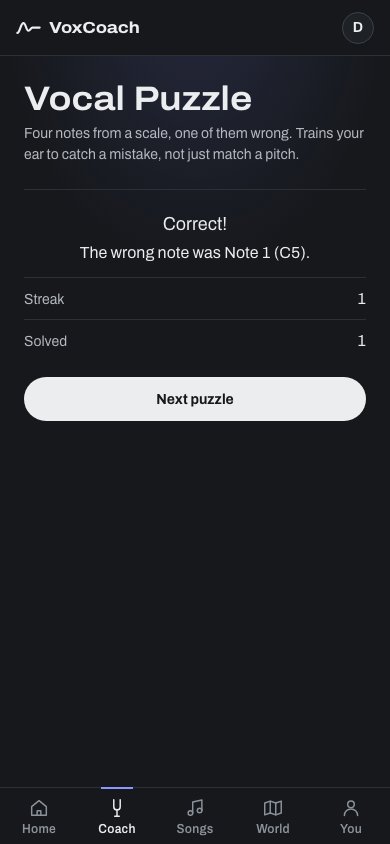 VoxCoach
D
Vocal Puzzle
Four notes from a scale, one of them wrong. Trains your
ear to catch a mistake, not just match a pitch.
Correct!
The wrong note was Note 1 (C5).
Streak 1
Solved 1
Next puzzle
Home Coach Songs World You